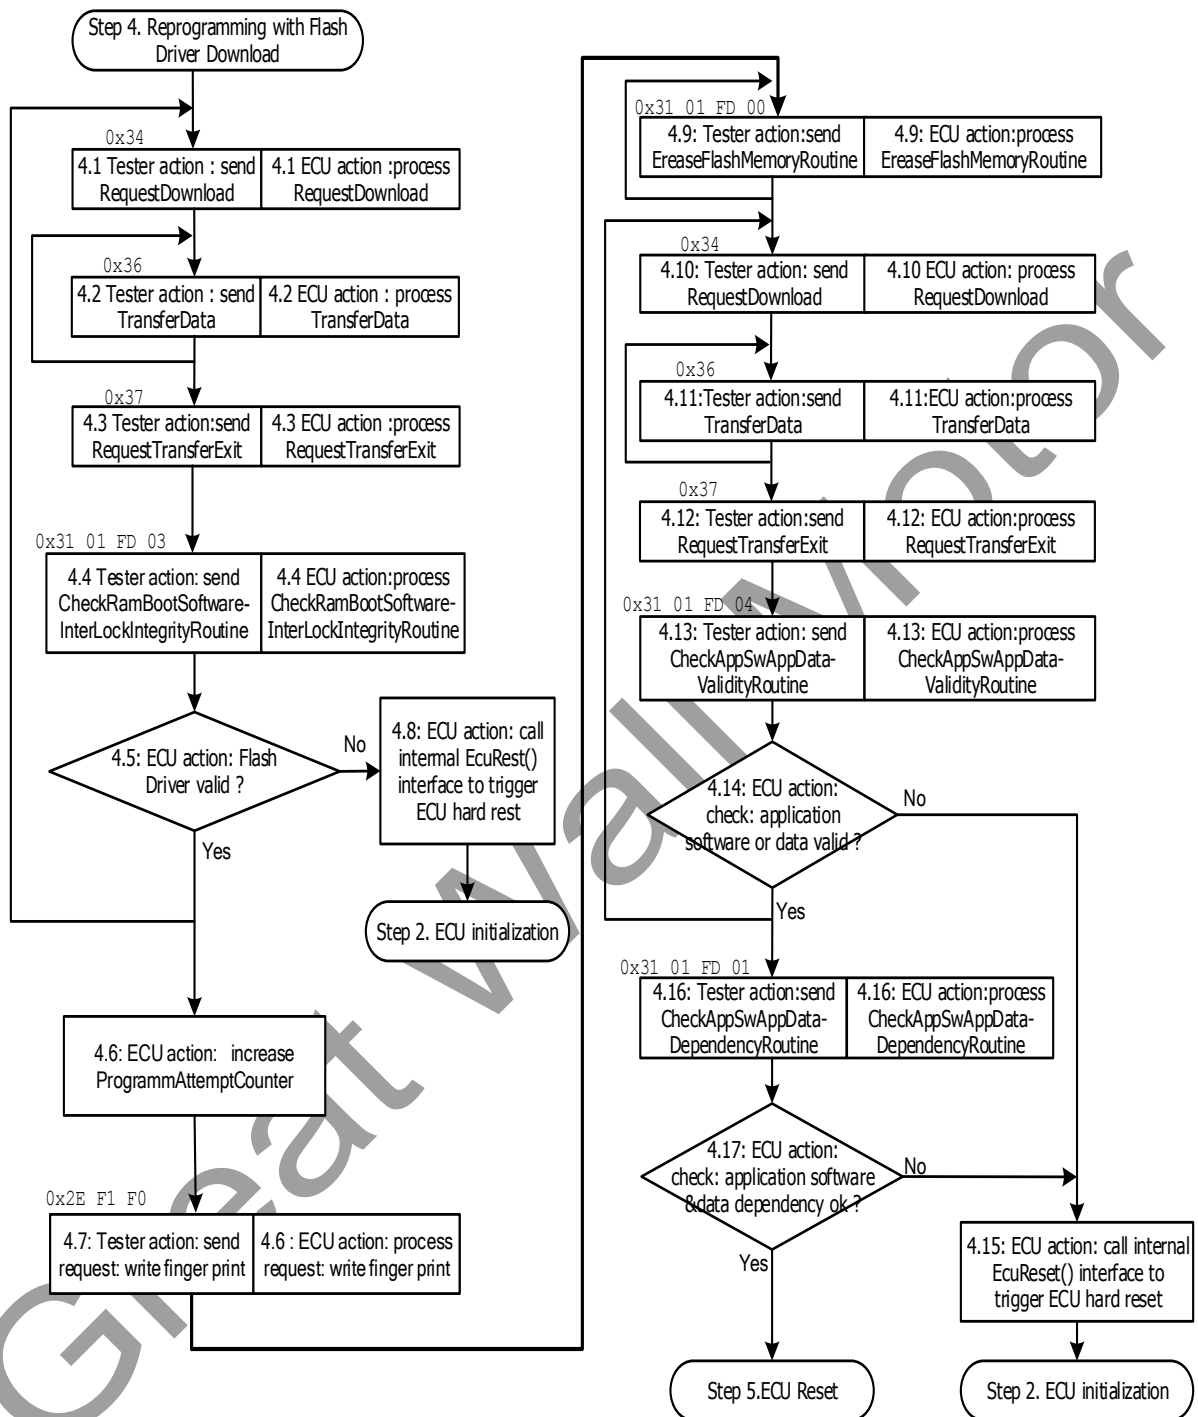 Step 4. Reprogramming with Flash
Driver Download
0x34
4.1 Tester action : send
RequestDownload
4.1 ECU action :process
RequestDownload
0x36
4.2 Tester action : send
TransferData
4.2 ECU action : process
TransferData
0x37
4.3 Tester action:send
RequestTransferExit
4.3 ECU action :process
RequestTransferExit
0x31 01 FD 03
4.4 Tester action: send
CheckRamBootSoftware-
InterLockIntegrityRoutine
4.4 ECU action:process
CheckRamBootSoftware-
InterLockIntegrityRoutine
4.5: ECU action: Flash
Driver valid ?
No
4.8: ECU action: call
intermal EcuRest()
interface to trigger
ECU hard rest
Yes
Step 2. ECU initialization
4.6: ECU action: increase
ProgrammAttemptCounter
0x2E F1 F0
4.7: Tester action: send
request: write finger print
4.6 : ECU action: process
request: write finger print
0x31 01 FD 00
4.9: Tester action:send
EreaseFlashMemoryRoutine
4.9: ECU action:process
EreaseFlashMemoryRoutine
0x34
4.10: Tester action: send
RequestDownload
4.10 ECU action: process
RequestDownload
0x36
4.11:Tester action:send
TransferData
4.11:ECU action:process
TransferData
0x37
4.12: Tester action:send
RequestTransferExit
4.12: ECU action:process
RequestTransferExit
0x31 01 FD 04
4.13: Tester action: send
CheckAppSwAppData-
ValidityRoutine
4.13: ECU action:process
CheckAppSwAppData-
ValidityRoutine
4.14: ECU action:
check: application
software or data valid ?
No
Yes
0x31 01 FD 01
4.16: Tester action:send
CheckAppSwAppData-
DependencyRoutine
4.16: ECU action:process
CheckAppSwAppData-
DependencyRoutine
4.17: ECU action:
check: application software
&data dependency ok ?
No
Yes
4.15: ECU action: call internal
EcuReset() interface to
trigger ECU hard reset
Step 5.ECU Reset
Step 2. ECU initialization
Great Wall Motor